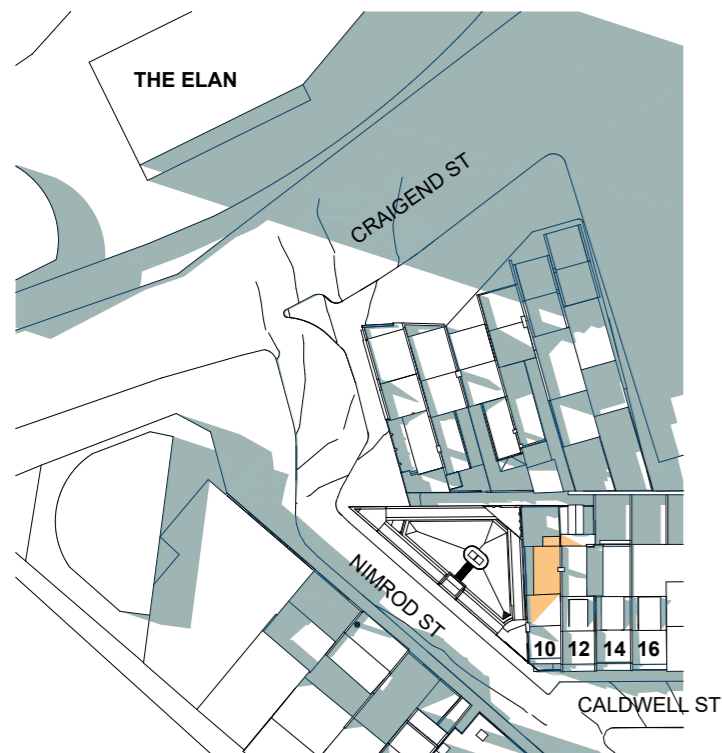 THE ELAN
CRAIGEND ST
NIMROD ST
10 12 14 16
CALDWELL ST